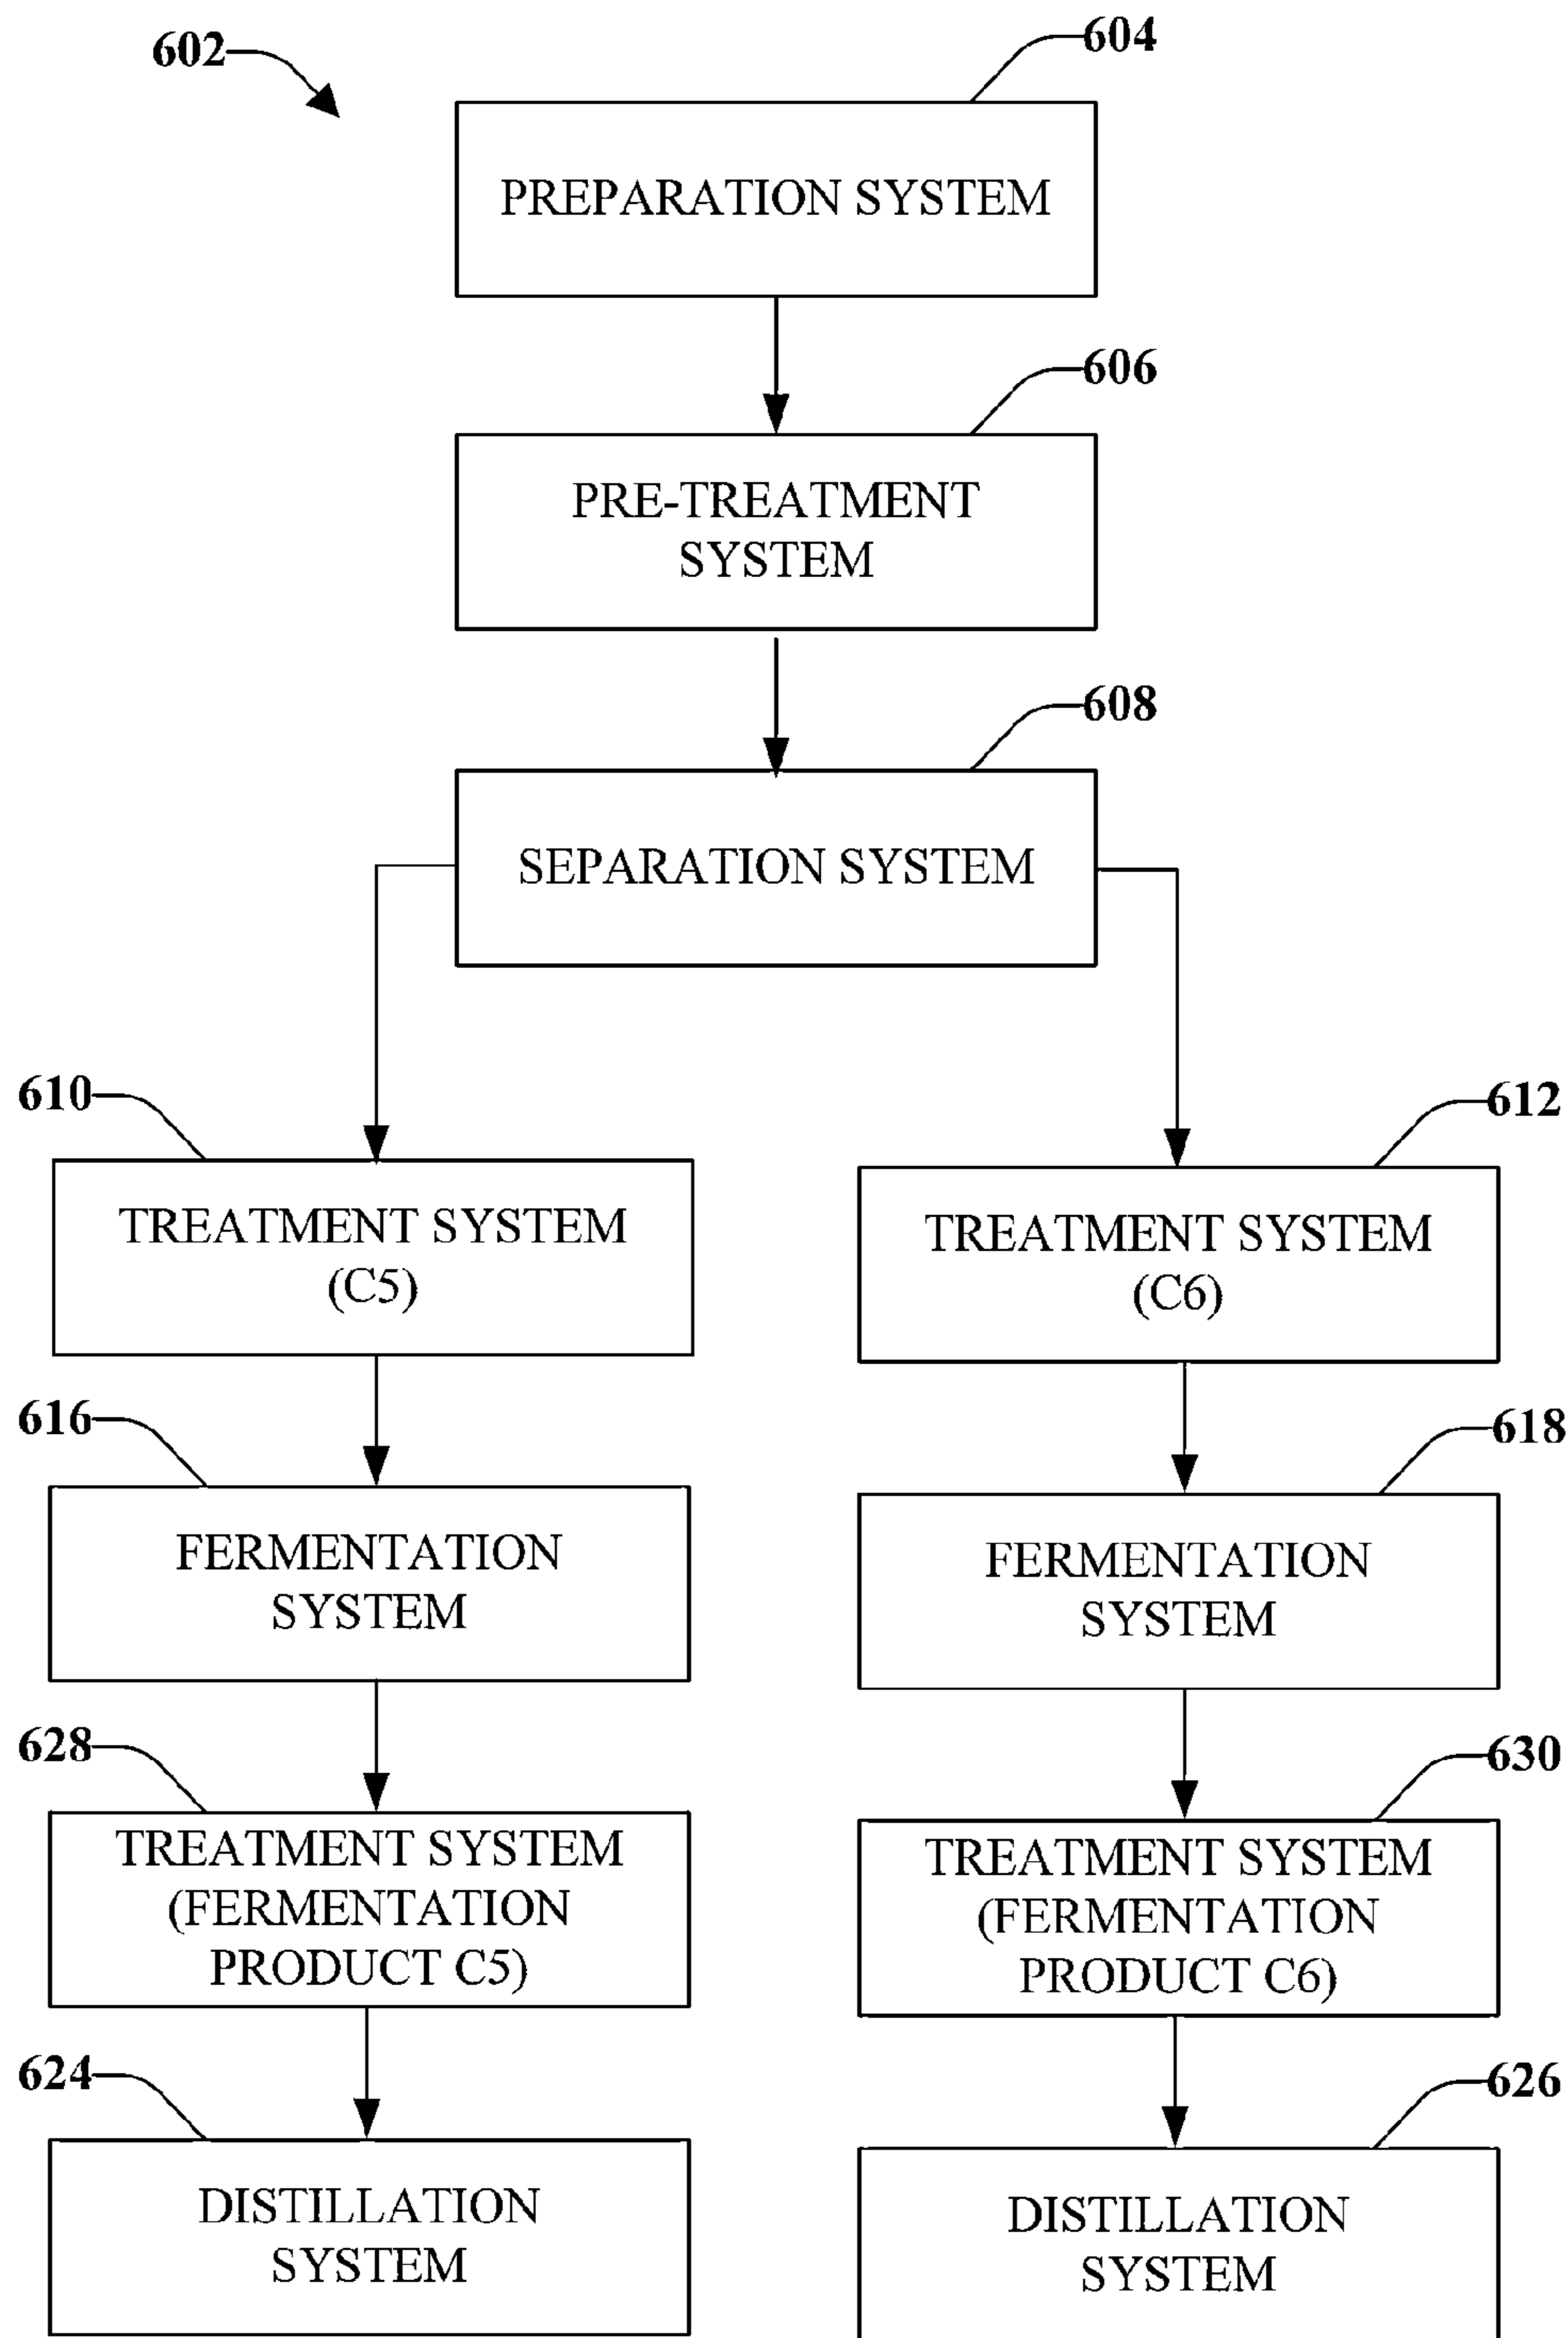 602
604
PREPARATION SYSTEM
606
PRE-TREATMENT
SYSTEM
608
SEPARATION SYSTEM
610
TREATMENT SYSTEM
(C5)
612
TREATMENT SYSTEM
(C6)
616
FERMENTATION
SYSTEM
618
FERMENTATION
SYSTEM
628
TREATMENT SYSTEM
(FERMENTATION
PRODUCT C5)
630
TREATMENT SYSTEM
(FERMENTATION
PRODUCT C6)
624
DISTILLATION
SYSTEM
626
DISTILLATION
SYSTEM